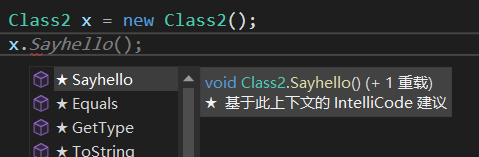 Class2 x = new Class2();
x.Sayhello();
★ Sayhello
★ Equals
★ GetType
★ ToString
void Class2.Sayhello() (+ 1 重载)
★ 基于此上下文的 IntelliCode 建议